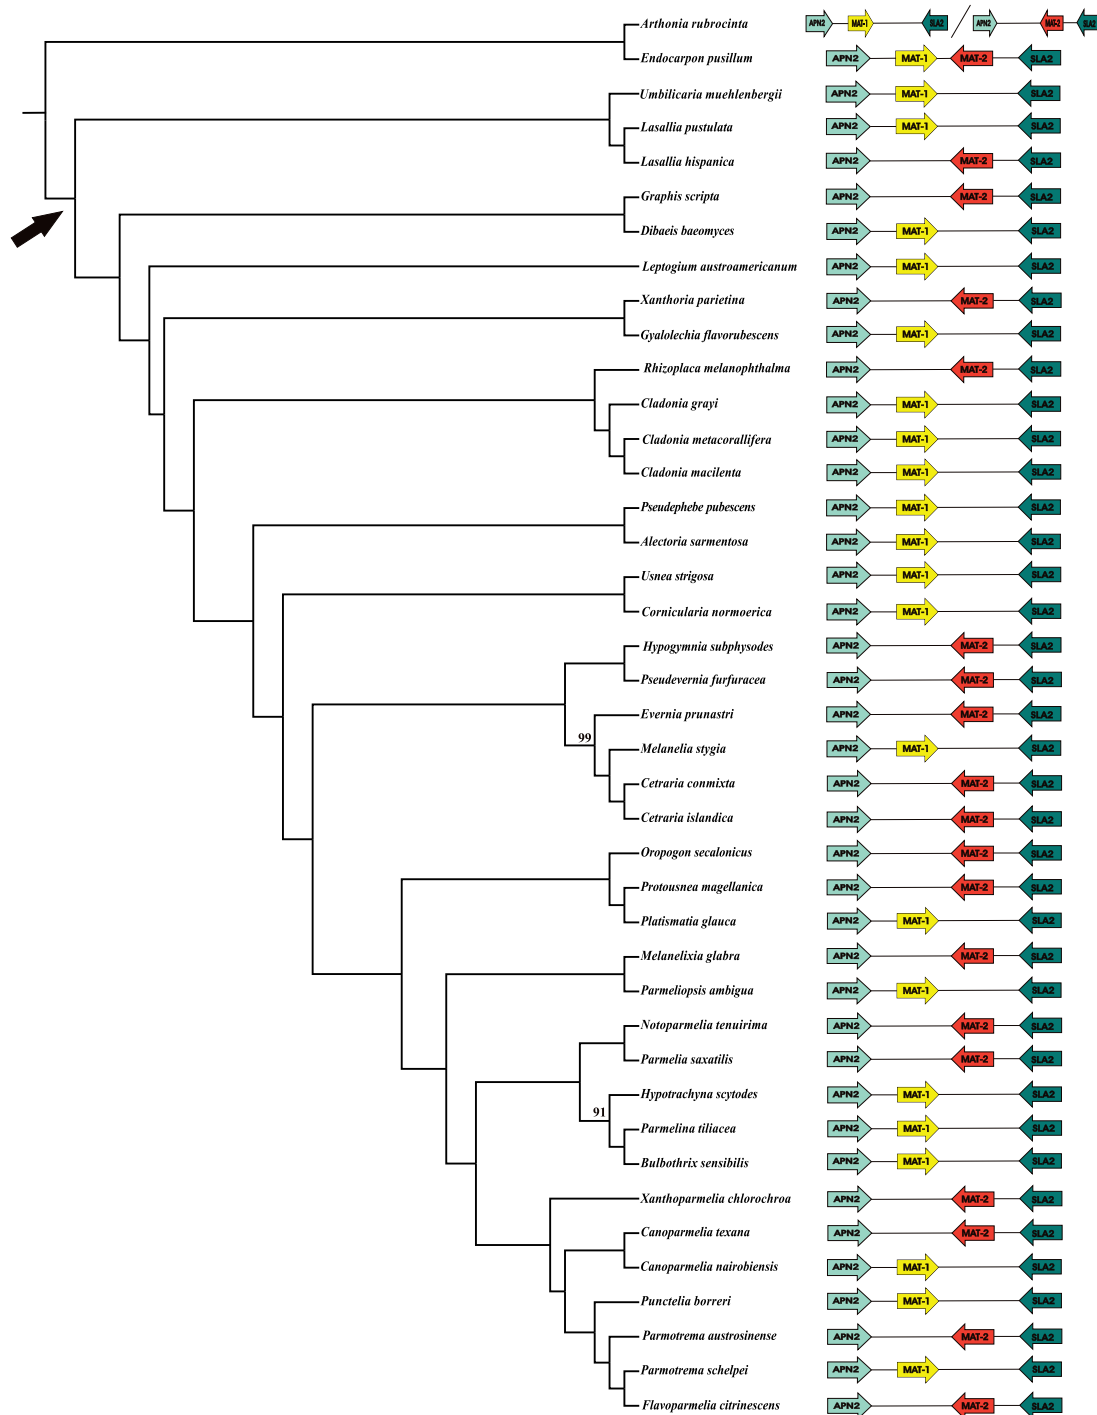 Arthonia rubrocinta APN2 MAT-1 SLA2 / APN2 MAT-2 SLA2
Endocarpon pusillum APN2 MAT-1 MAT-2 SLA2
Umbilicaria muehlenbergii APN2 MAT-1 SLA2
Lasallia pustulata APN2 MAT-1 SLA2
Lasallia hispanica APN2 MAT-2 SLA2
Graphis scripta APN2 MAT-2 SLA2
Dibaeis baeomyces APN2 MAT-1 SLA2
Leptogium austroamericanum APN2 MAT-1 SLA2
Xanthoria parietina APN2 MAT-2 SLA2
Gyalolechia flavorubescens APN2 MAT-1 SLA2
Rhizoplaca melanophthalma APN2 MAT-2 SLA2
Cladonia grayi APN2 MAT-1 SLA2
Cladonia metacorallifera APN2 MAT-1 SLA2
Cladonia macilenta APN2 MAT-1 SLA2
Pseudephebe pubescens APN2 MAT-1 SLA2
Alectoria sarmentosa APN2 MAT-1 SLA2
Usnea strigosa APN2 MAT-1 SLA2
Cornicularia normoerica APN2 MAT-1 SLA2
Hypogymnia subphysodes APN2 MAT-2 SLA2
Pseudevernia furfuracea APN2 MAT-2 SLA2
Evernia prunastri APN2 MAT-2 SLA2
99
Melanelia stygia APN2 MAT-1 SLA2
Cetraria conmixta APN2 MAT-2 SLA2
Cetraria islandica APN2 MAT-2 SLA2
Oropogon secalonicus APN2 MAT-2 SLA2
Protousnea magellanica APN2 MAT-2 SLA2
Platismatia glauca APN2 MAT-1 SLA2
Melanelixia glabra APN2 MAT-2 SLA2
Parmeliopsis ambigua APN2 MAT-1 SLA2
Notoparmelia tenuirima APN2 MAT-2 SLA2
Parmelia saxatilis APN2 MAT-2 SLA2
Hypotrachyna scytodes APN2 MAT-1 SLA2
91
Parmelina tiliacea APN2 MAT-1 SLA2
Bulbothrix sensibilis APN2 MAT-1 SLA2
Xanthoparmelia chlorochroa APN2 MAT-2 SLA2
Canoparmelia texana APN2 MAT-2 SLA2
Canoparmelia nairobiensis APN2 MAT-1 SLA2
Punctelia borreri APN2 MAT-1 SLA2
Parmotrema austrosinense APN2 MAT-2 SLA2
Parmotrema schelpei APN2 MAT-1 SLA2
Flavoparmelia citrinescens APN2 MAT-2 SLA2